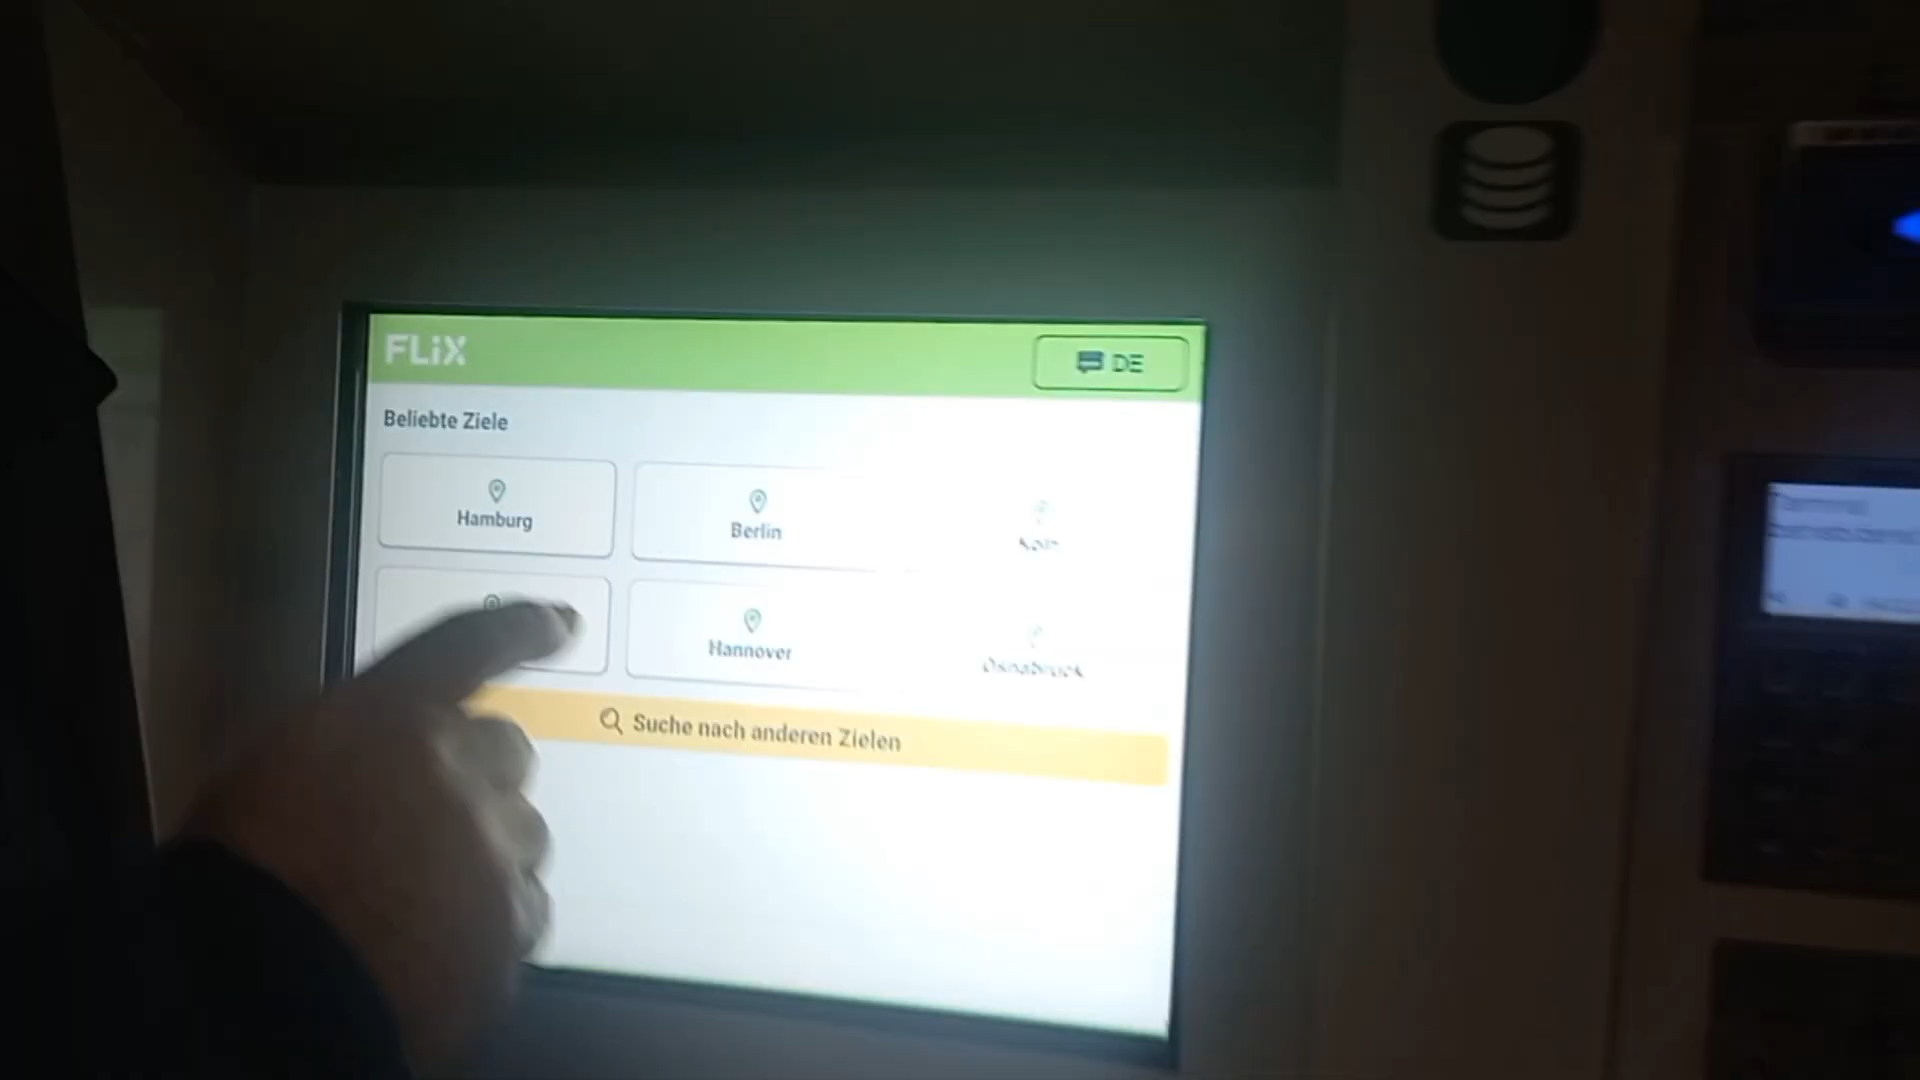 FLiX
DE
Beliebte Ziele
Hamburg
Berlin
Köln
Hannover
Osnabrück
Suche nach anderen Zielen